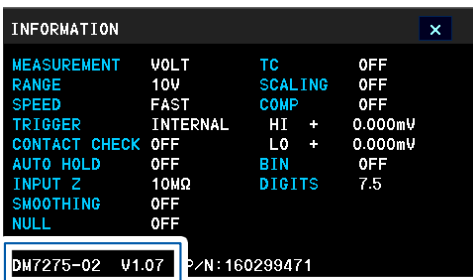 INFORMATION ×
MEASUREMENT VOLT TC OFF
RANGE 10V SCALING OFF
SPEED FAST COMP OFF
TRIGGER INTERNAL HI + 0.000mV
CONTACT CHECK OFF LO + 0.000mV
AUTO HOLD OFF BIN OFF
INPUT Z 10MΩ DIGITS 7.5
SMOOTHING OFF
NULL OFF
DM7275-02 V1.07 /N:160299471